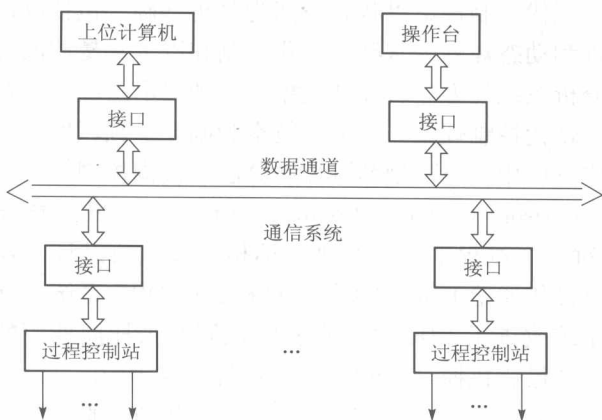 上位计算机
操作台
接口
接口
数据通道
通信系统
接口
接口
过程控制站
...
过程控制站
...
...